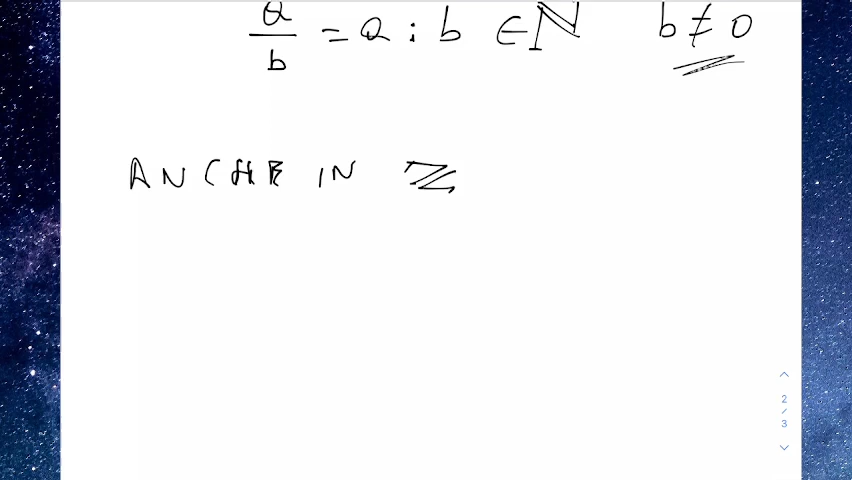 a/b = a : b ∈ ℕ b ≠ 0
ANCHE IN ℤ
2
/
3